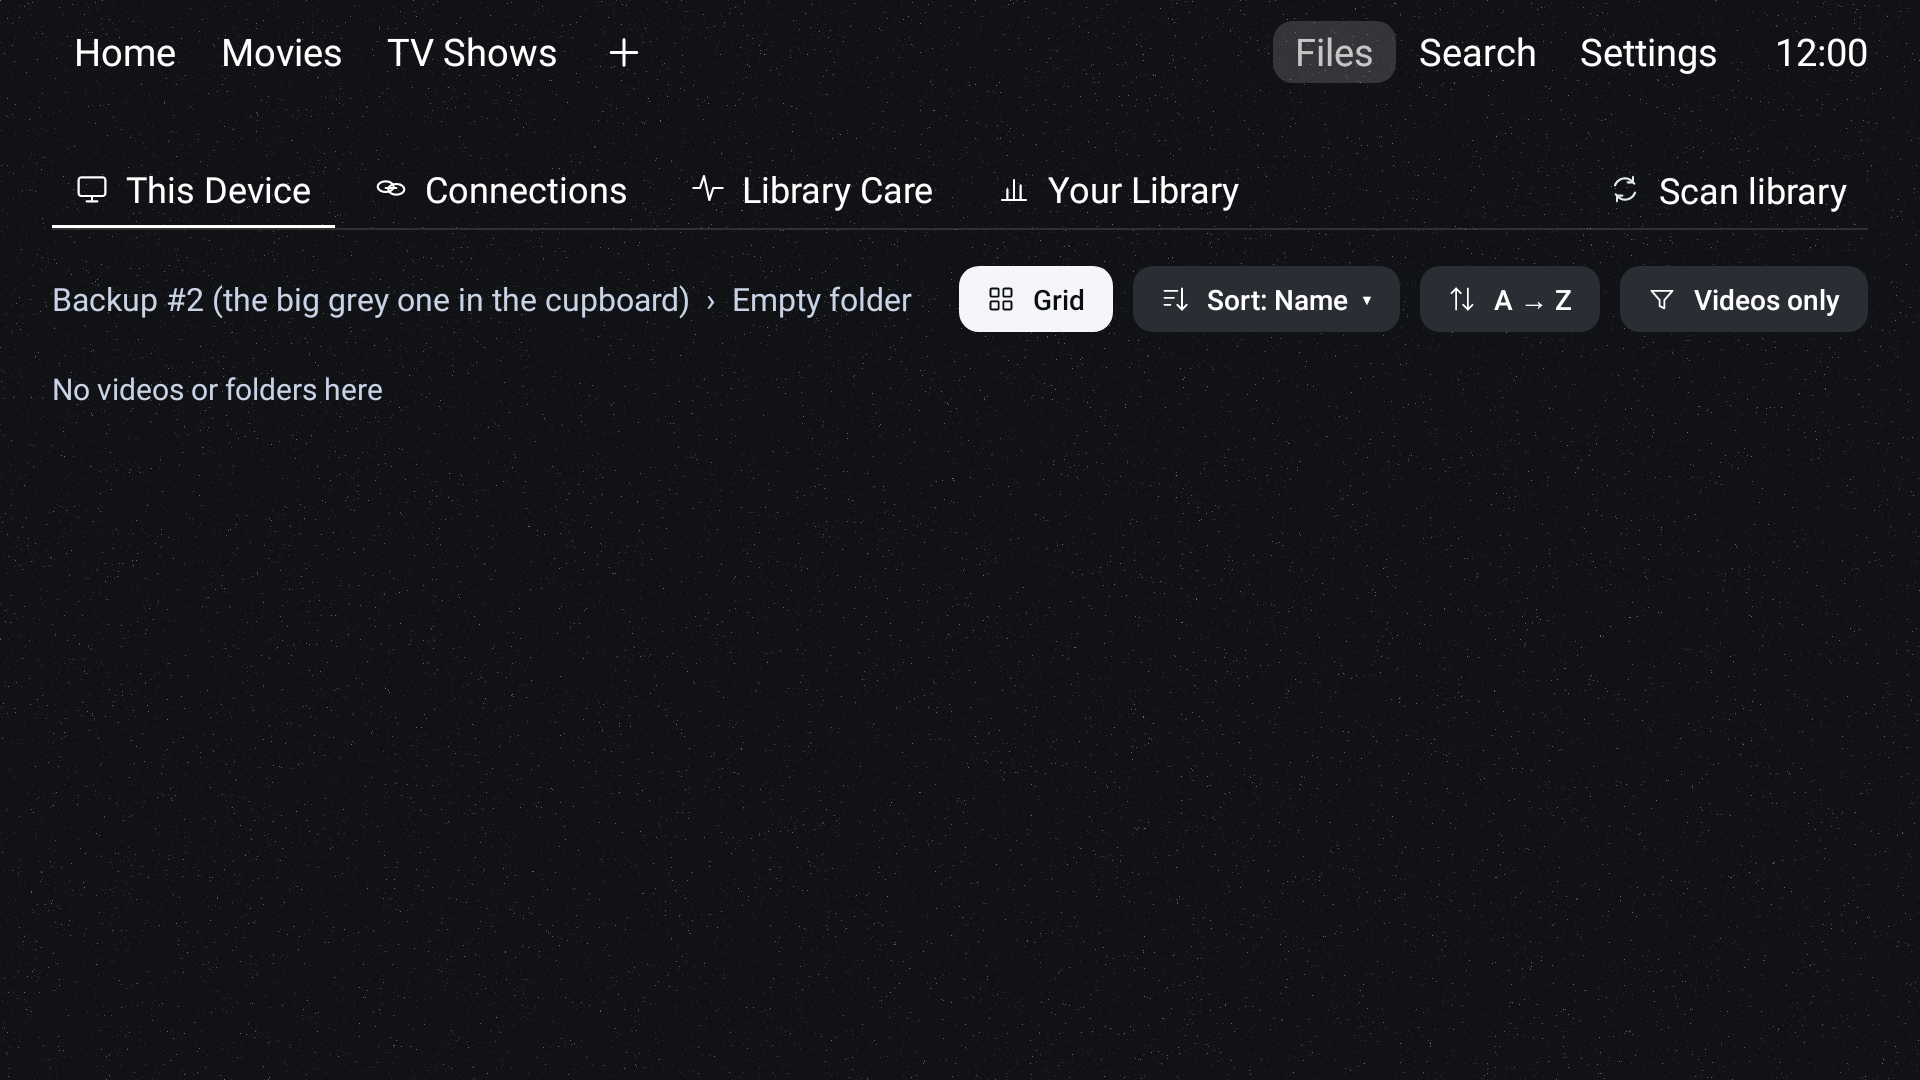 Home Movies TV Shows + Files Search Settings 12:00
This Device Connections Library Care Your Library Scan library
Backup #2 (the big grey one in the cupboard) › Empty folder Grid Sort: Name ▾ A → Z Videos only
No videos or folders here